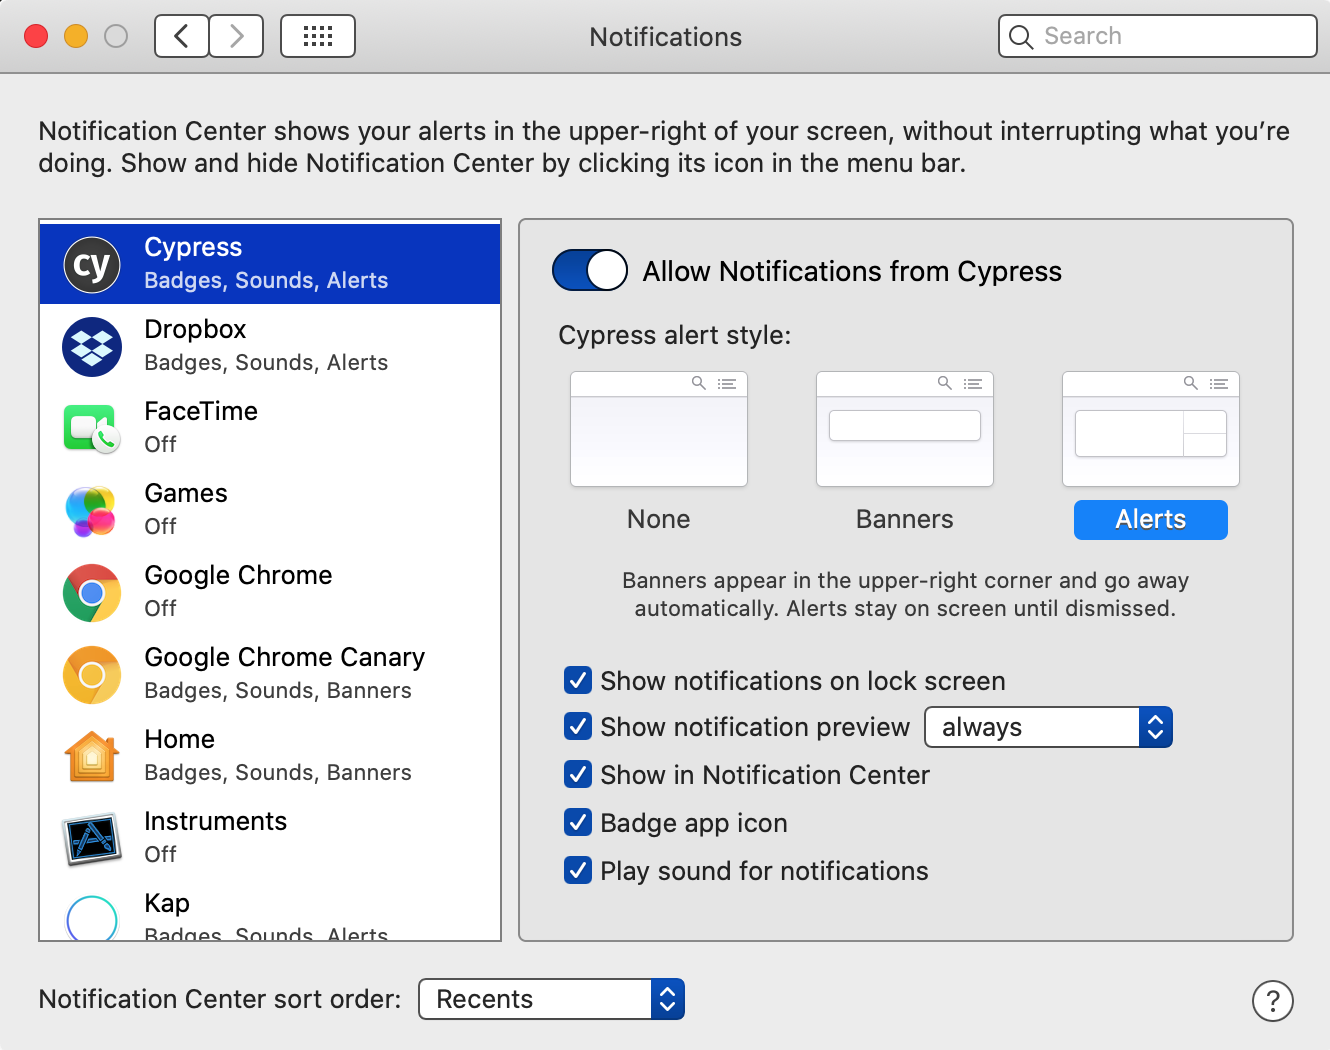 Notifications
Search
Notification Center shows your alerts in the upper-right of your screen, without interrupting what you’re
doing. Show and hide Notification Center by clicking its icon in the menu bar.
cy
Cypress
Badges, Sounds, Alerts
Dropbox
Badges, Sounds, Alerts
FaceTime
Off
Games
Off
Google Chrome
Off
Google Chrome Canary
Badges, Sounds, Banners
Home
Badges, Sounds, Banners
Instruments
Off
Kap
Badges, Sounds, Alerts
Allow Notifications from Cypress
Cypress alert style:
None
Banners
Alerts
Banners appear in the upper-right corner and go away
automatically. Alerts stay on screen until dismissed.
Show notifications on lock screen
Show notification preview always
Show in Notification Center
Badge app icon
Play sound for notifications
Notification Center sort order: Recents
?